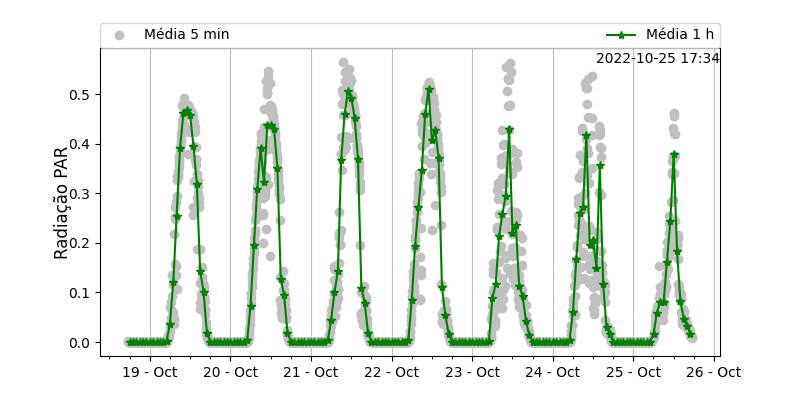 Média 5 min
Média 1 h
2022-10-25 17:34
Radiação PAR
0.5
0.4
0.3
0.2
0.1
0.0
19 - Oct
20 - Oct
21 - Oct
22 - Oct
23 - Oct
24 - Oct
25 - Oct
26 - Oct